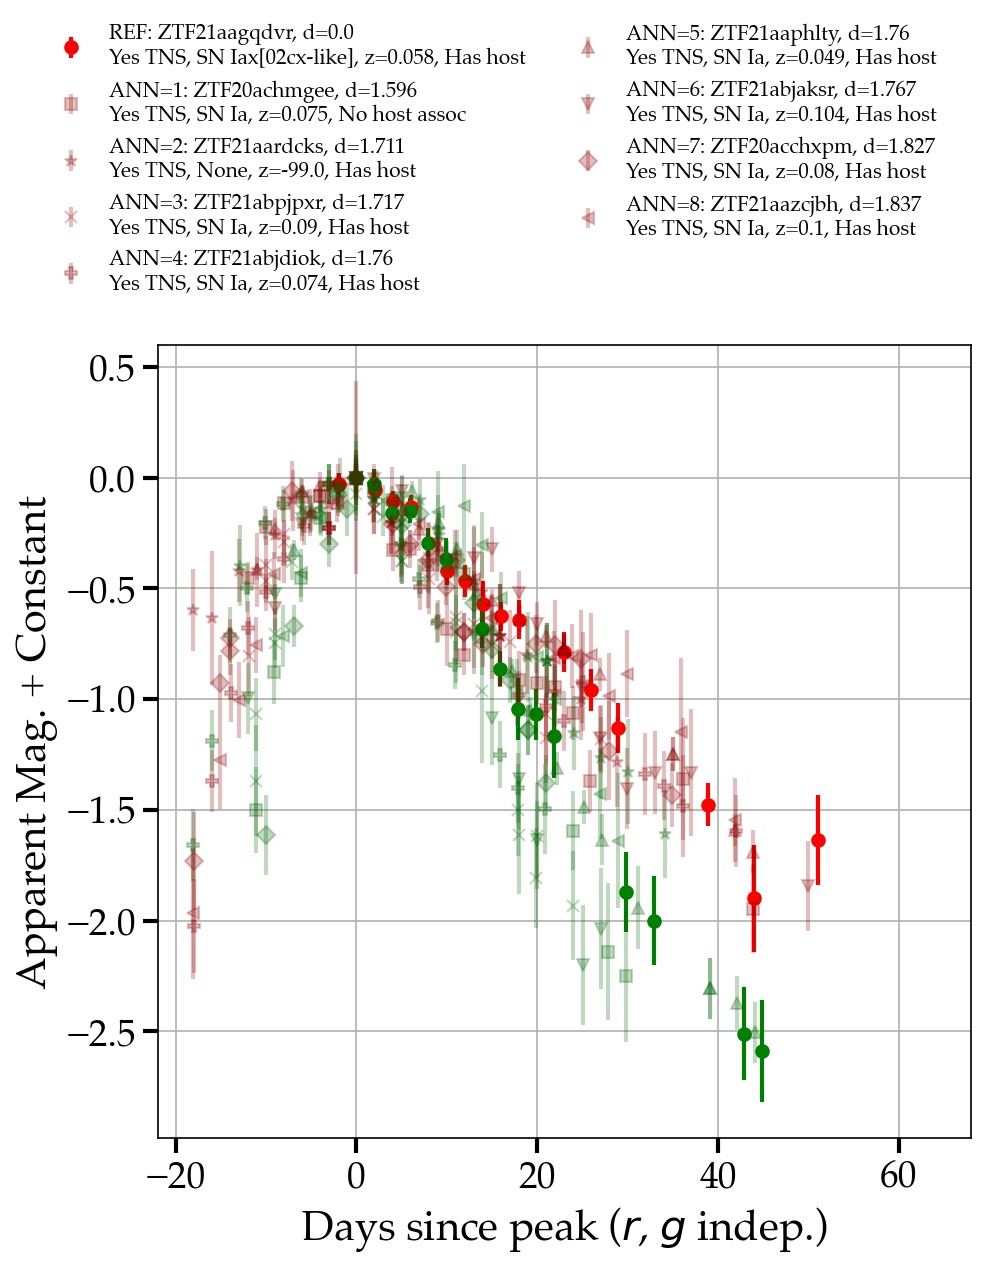 REF: ZTF21aagqdvr, d=0.0
Yes TNS, SN Iax[02cx-like], z=0.058, Has host
ANN=1: ZTF20achmgee, d=1.596
Yes TNS, SN Ia, z=0.075, No host assoc
ANN=2: ZTF21aardcks, d=1.711
Yes TNS, None, z=-99.0, Has host
ANN=3: ZTF21abpjpxr, d=1.717
Yes TNS, SN Ia, z=0.09, Has host
ANN=4: ZTF21abjdiok, d=1.76
Yes TNS, SN Ia, z=0.074, Has host
ANN=5: ZTF21aaphlty, d=1.76
Yes TNS, SN Ia, z=0.049, Has host
ANN=6: ZTF21abjaksr, d=1.767
Yes TNS, SN Ia, z=0.104, Has host
ANN=7: ZTF20acchxpm, d=1.827
Yes TNS, SN Ia, z=0.08, Has host
ANN=8: ZTF21aazcjbh, d=1.837
Yes TNS, SN Ia, z=0.1, Has host
Apparent Mag. + Constant
0.5
0.0
−0.5
−1.0
−1.5
−2.0
−2.5
−20 0 20 40 60
Days since peak (r, g indep.)